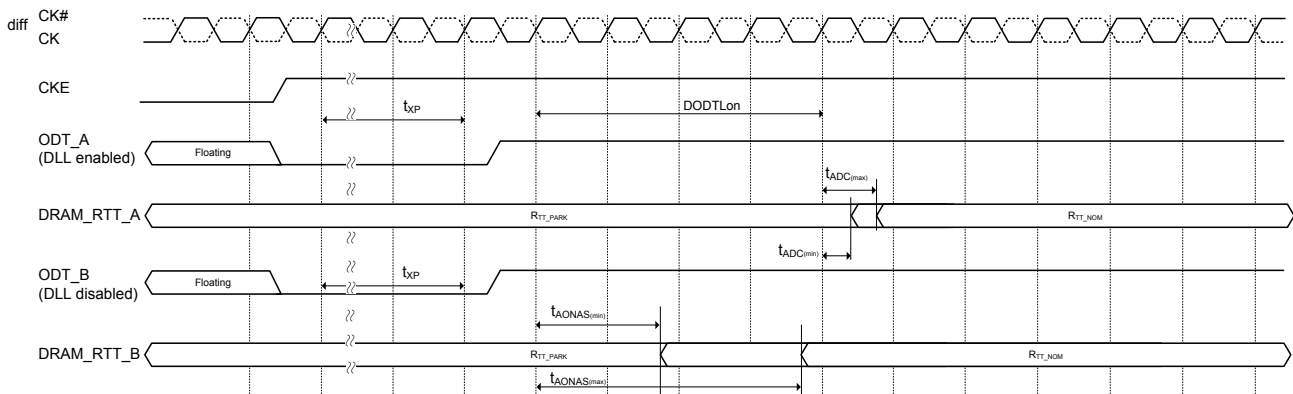 diff CK#
CK
CKE
tXP
DODTLon
ODT_A
(DLL enabled)
Floating
tADC(max)
DRAM_RTT_A
RTT_PARK
RTT_NOM
tADC(min)
ODT_B
(DLL disabled)
Floating
tXP
tAONAS(min)
DRAM_RTT_B
RTT_PARK
RTT_NOM
tAONAS(max)